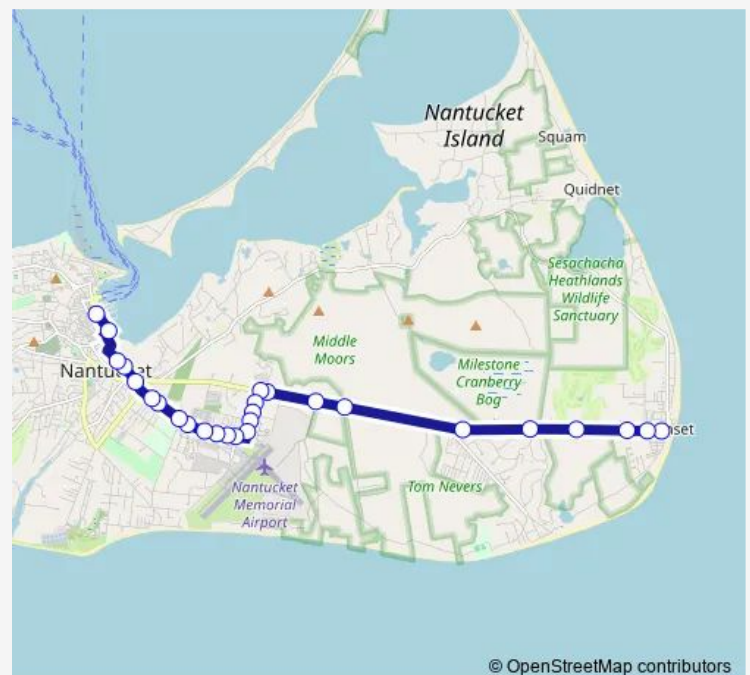 Nantucket
Island
Squam
Quidnet
Sesachacha
Heathlands
Wildlife
Sanctuary
Middle
Moors
Milestone
Cranberry
Bog
Nantucket
nset
Tom Nevers
Nantucket
Memorial
Airport
© OpenStreetMap contributors